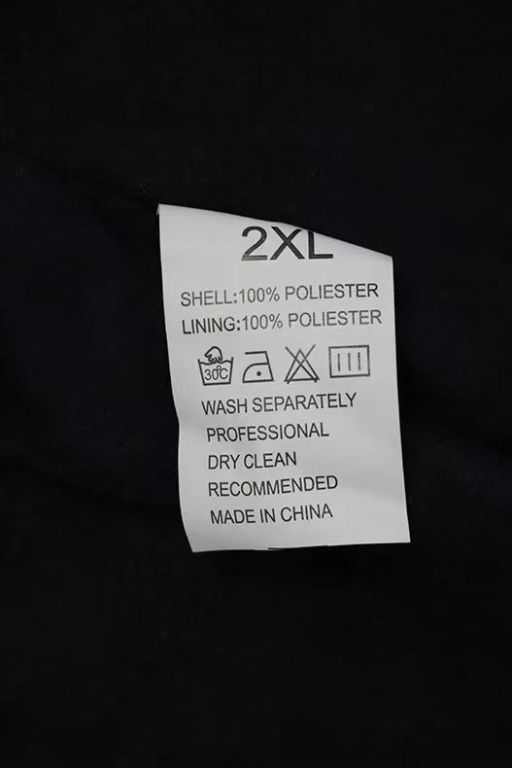 2XL
SHELL:100% POLIESTER
LINING:100% POLIESTER
30°C
WASH SEPARATELY
PROFESSIONAL
DRY CLEAN
RECOMMENDED
MADE IN CHINA